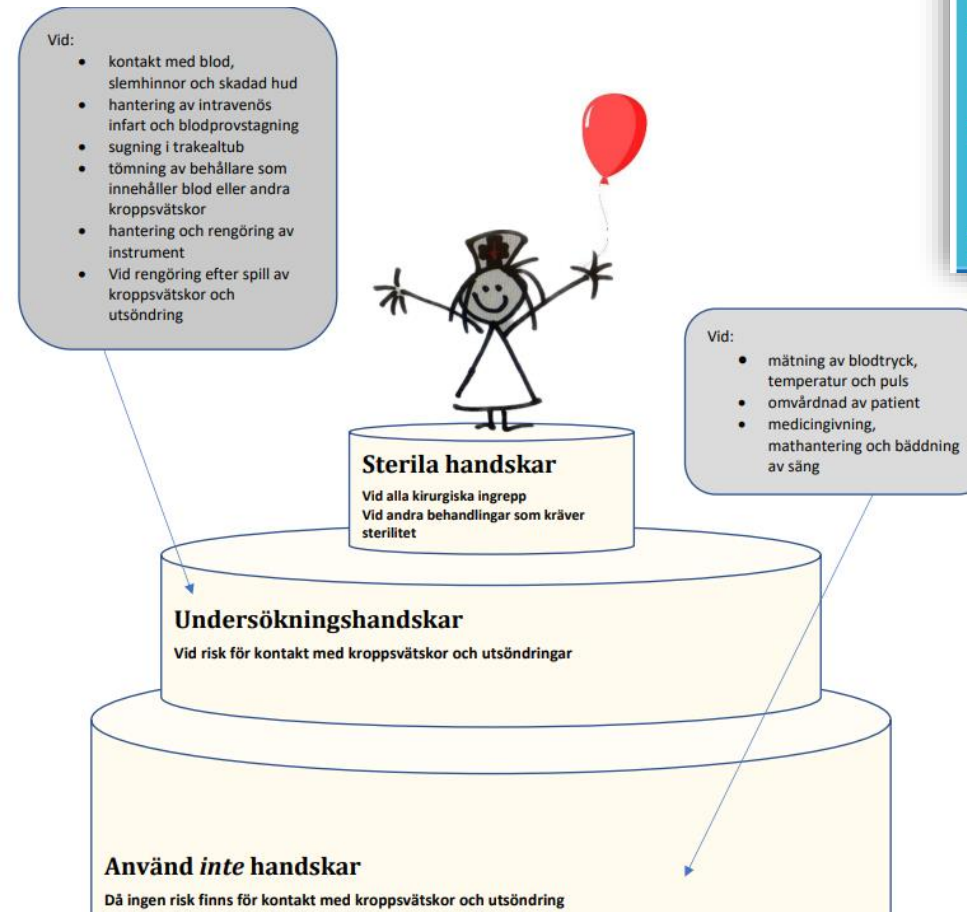 Vid:
• kontakt med blod,
slemhinnor och skadad hud
• hantering av intravenös
infart och blodprovstagning
• sugning i trakealtub
• tömning av behållare som
innehåller blod eller andra
kroppsvätskor
• hantering och rengöring av
instrument
• Vid rengöring efter spill av
kroppsvätskor och
utsöndring
Vid:
• mätning av blodtryck,
temperatur och puls
• omvårdnad av patient
• medicingivning,
mathantering och bäddning
av säng
Sterila handskar
Vid alla kirurgiska ingrepp
Vid andra behandlingar som kräver
sterilitet
Undersökningshandskar
Vid risk för kontakt med kroppsvätskor och utsöndringar
Använd inte handskar
Då ingen risk finns för kontakt med kroppsvätskor och utsöndring